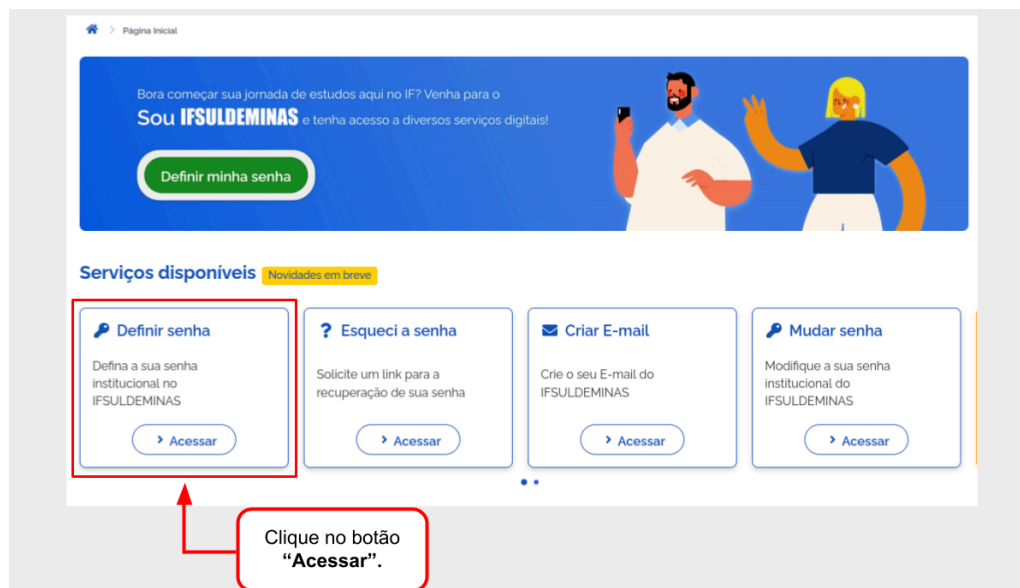 Página Inicial
Bora começar sua jornada de estudos aqui no IF? Venha para o
Sou IFSULDEMINAS e tenha acesso a diversos serviços digitais!
Definir minha senha
Serviços disponíveis Novidades em breve
Definir senha
Defina a sua senha
institucional no
IFSULDEMINAS
Acessar
? Esqueci a senha
Solicite um link para a
recuperação de sua senha
Acessar
Criar E-mail
Crie o seu E-mail do
IFSULDEMINAS
Acessar
Mudar senha
Modifique a sua senha
institucional do
IFSULDEMINAS
Acessar
Clique no botão
“Acessar”.